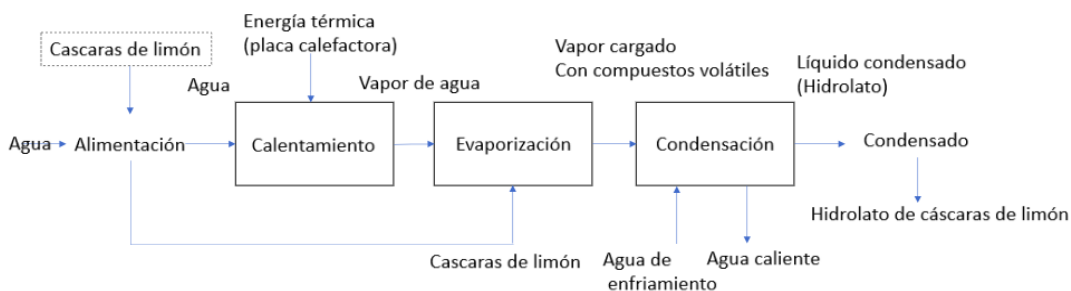 Energía térmica
(placa calefactora)
Cascaras de limón
Vapor cargado
Con compuestos volátiles
Líquido condensado
(Hidrolato)
Agua
Vapor de agua
Agua
Alimentación
Calentamiento
Evaporización
Condensación
Condensado
Hidrolato de cáscaras de limón
Cascaras de limón
Agua de
enfriamiento
Agua caliente